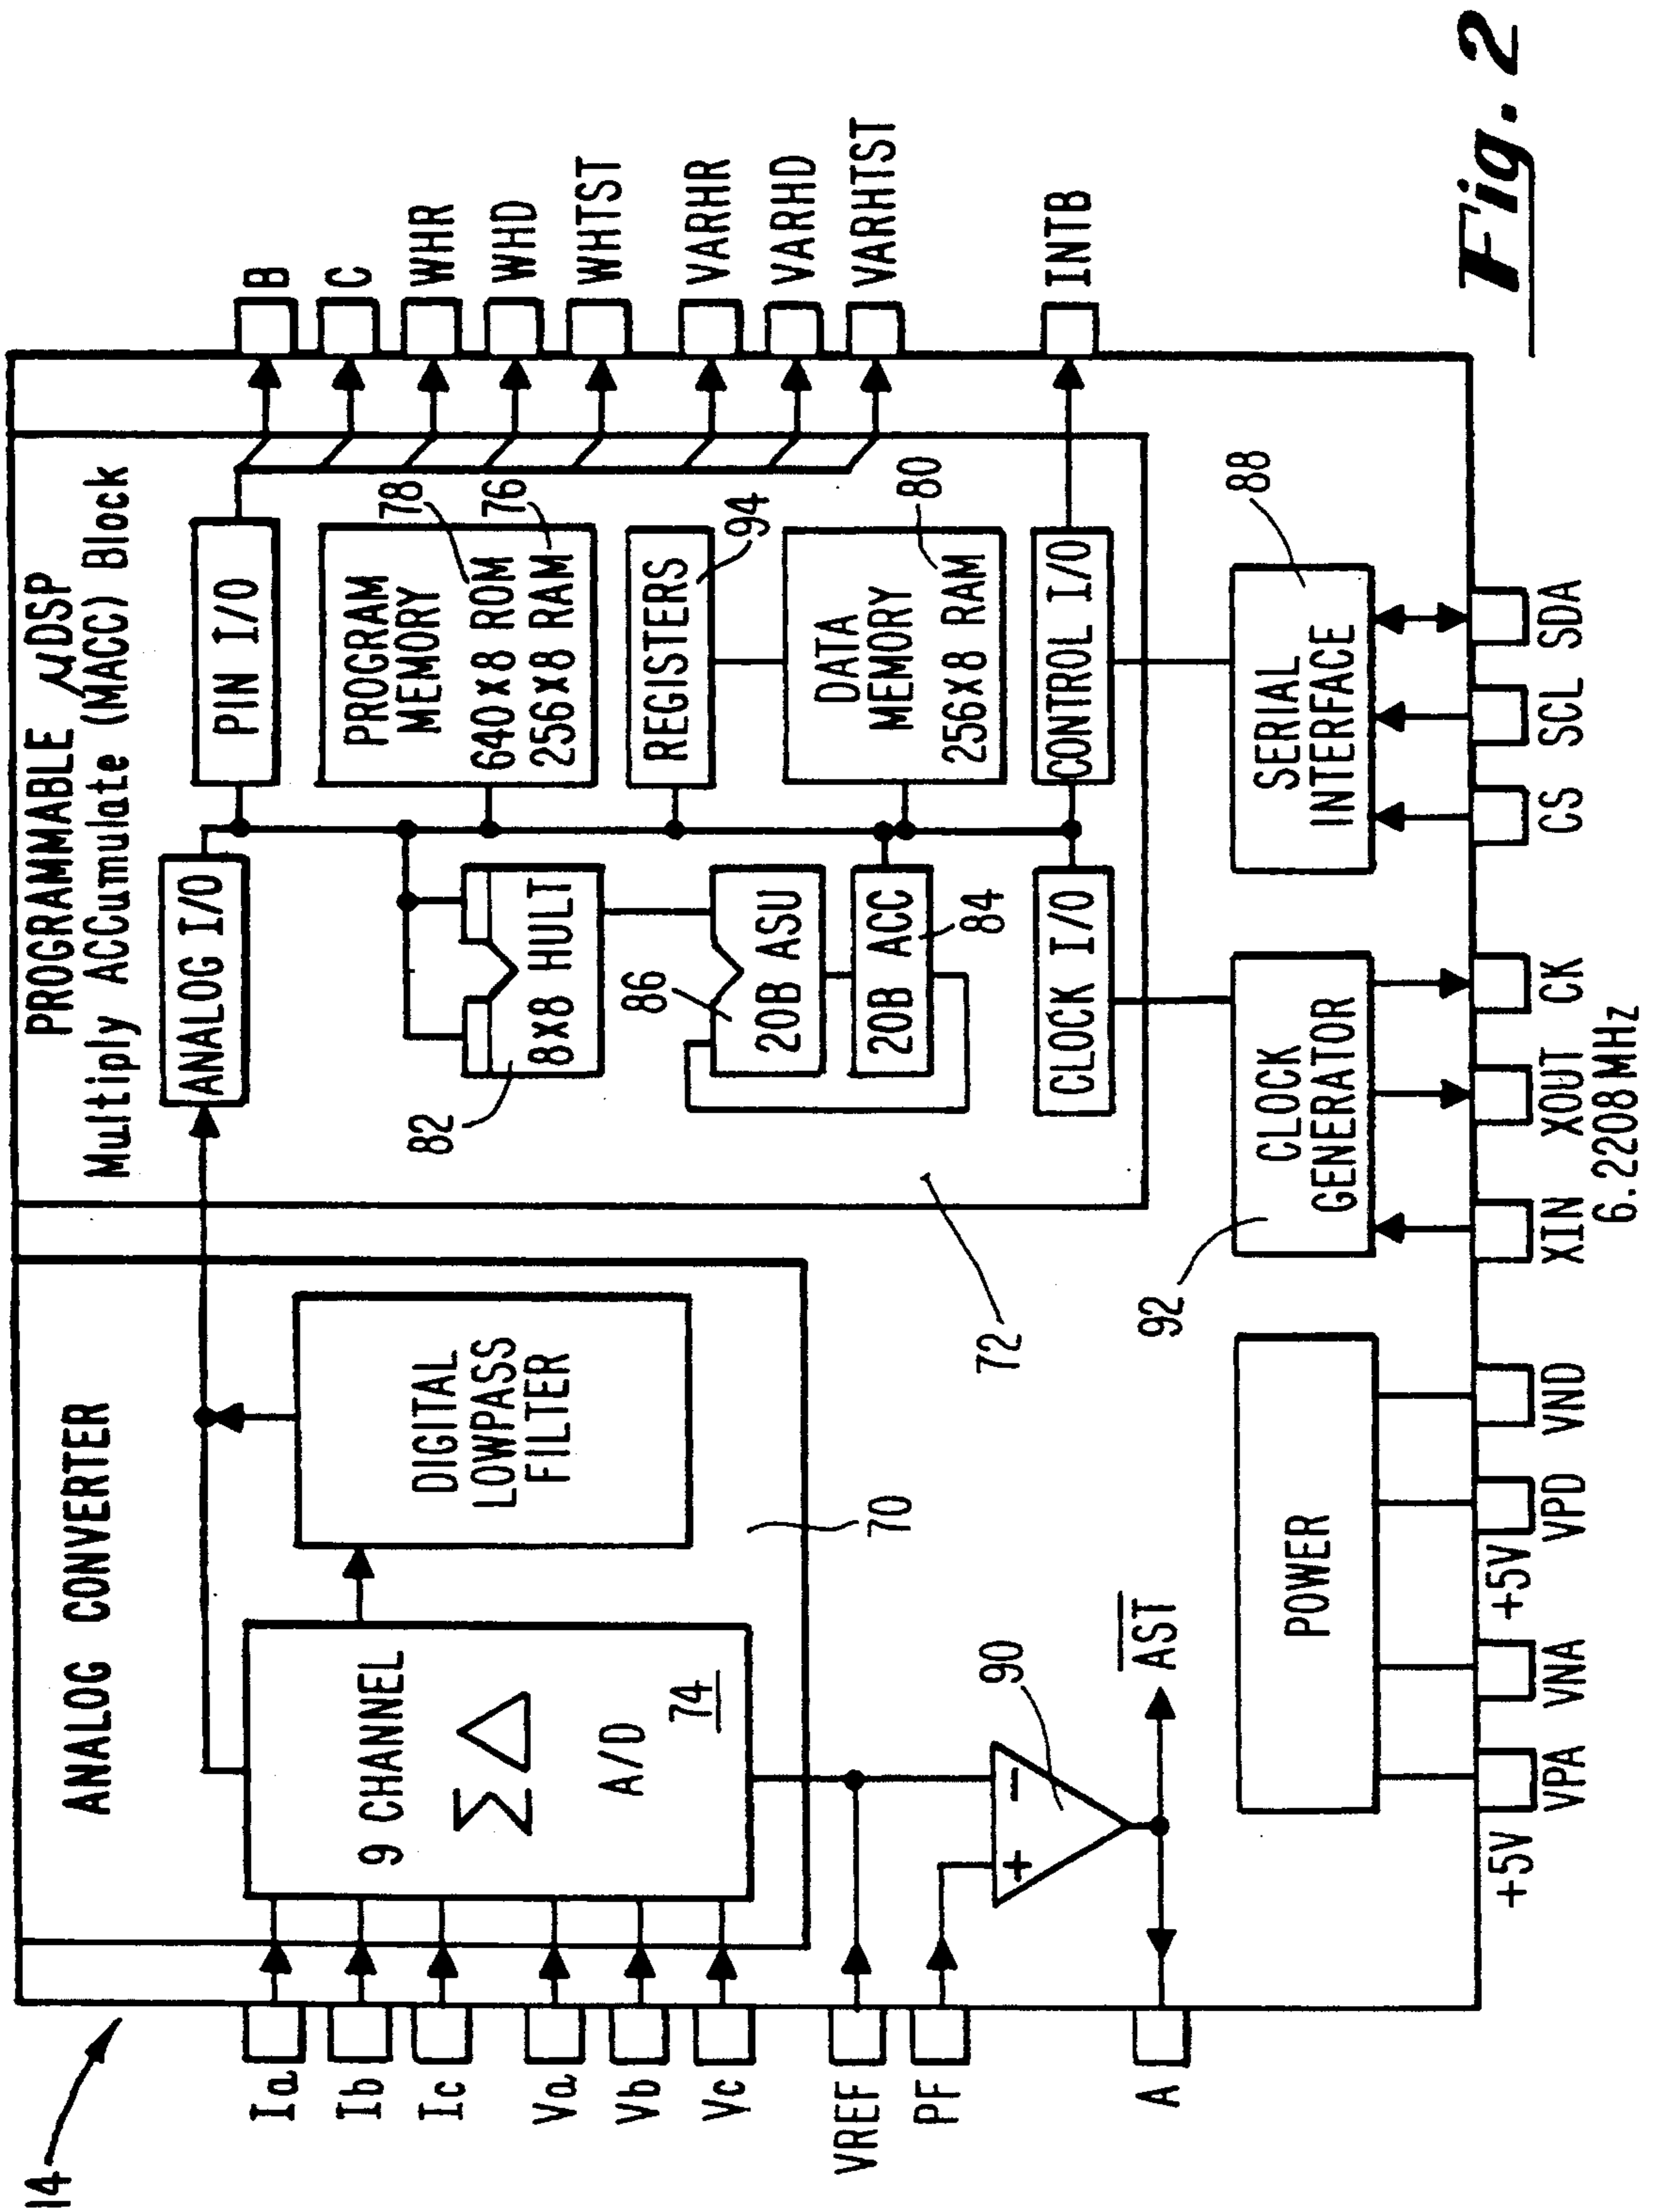 14
ANALOG CONVERTER
PROGRAMMABLE μDSP
Multiply ACCumulate (MACC) Block
Ia
Ib
Ic
Va
Vb
Vc
VREF
PF
A
9 CHANNEL
Σ△
A/D
74
DIGITAL
LOWPASS
FILTER
70
72
ANALOG I/O
PIN I/O
82
8x8 HULT
86
20B ASU
20B ACC
84
CLOCK I/O
PROGRAM
MEMORY
640x8 ROM
256x8 RAM
78
76
REGISTERS
94
DATA
MEMORY
256x8 RAM
80
CONTROL I/O
B
C
WHR
WHD
WHTST
VARHR
VARHD
VARHTST
INTB
+
−
90
AST
POWER
92
CLOCK
GENERATOR
SERIAL
INTERFACE
88
+5V
VPA
VNA
+5V
VPD
VND
XIN
XOUT
CK
6.2208MHz
CS
SCL
SDA
Fig. 2